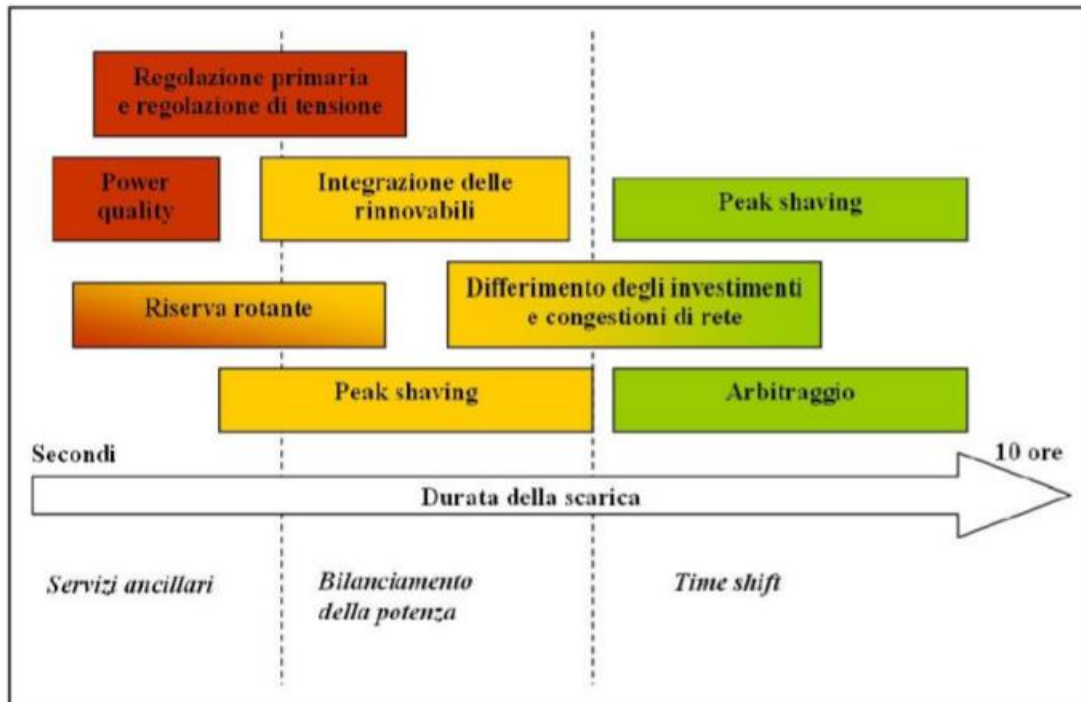 Regolazione primaria
e regolazione di tensione
Power
quality
Integrazione delle
rinnovabili
Peak shaving
Riserva rotante
Differimento degli investimenti
e congestioni di rete
Peak shaving
Arbitraggio
Secondi
10 ore
Durata della scarica
Servizi ancillari
Bilanciamento
della potenza
Time shift